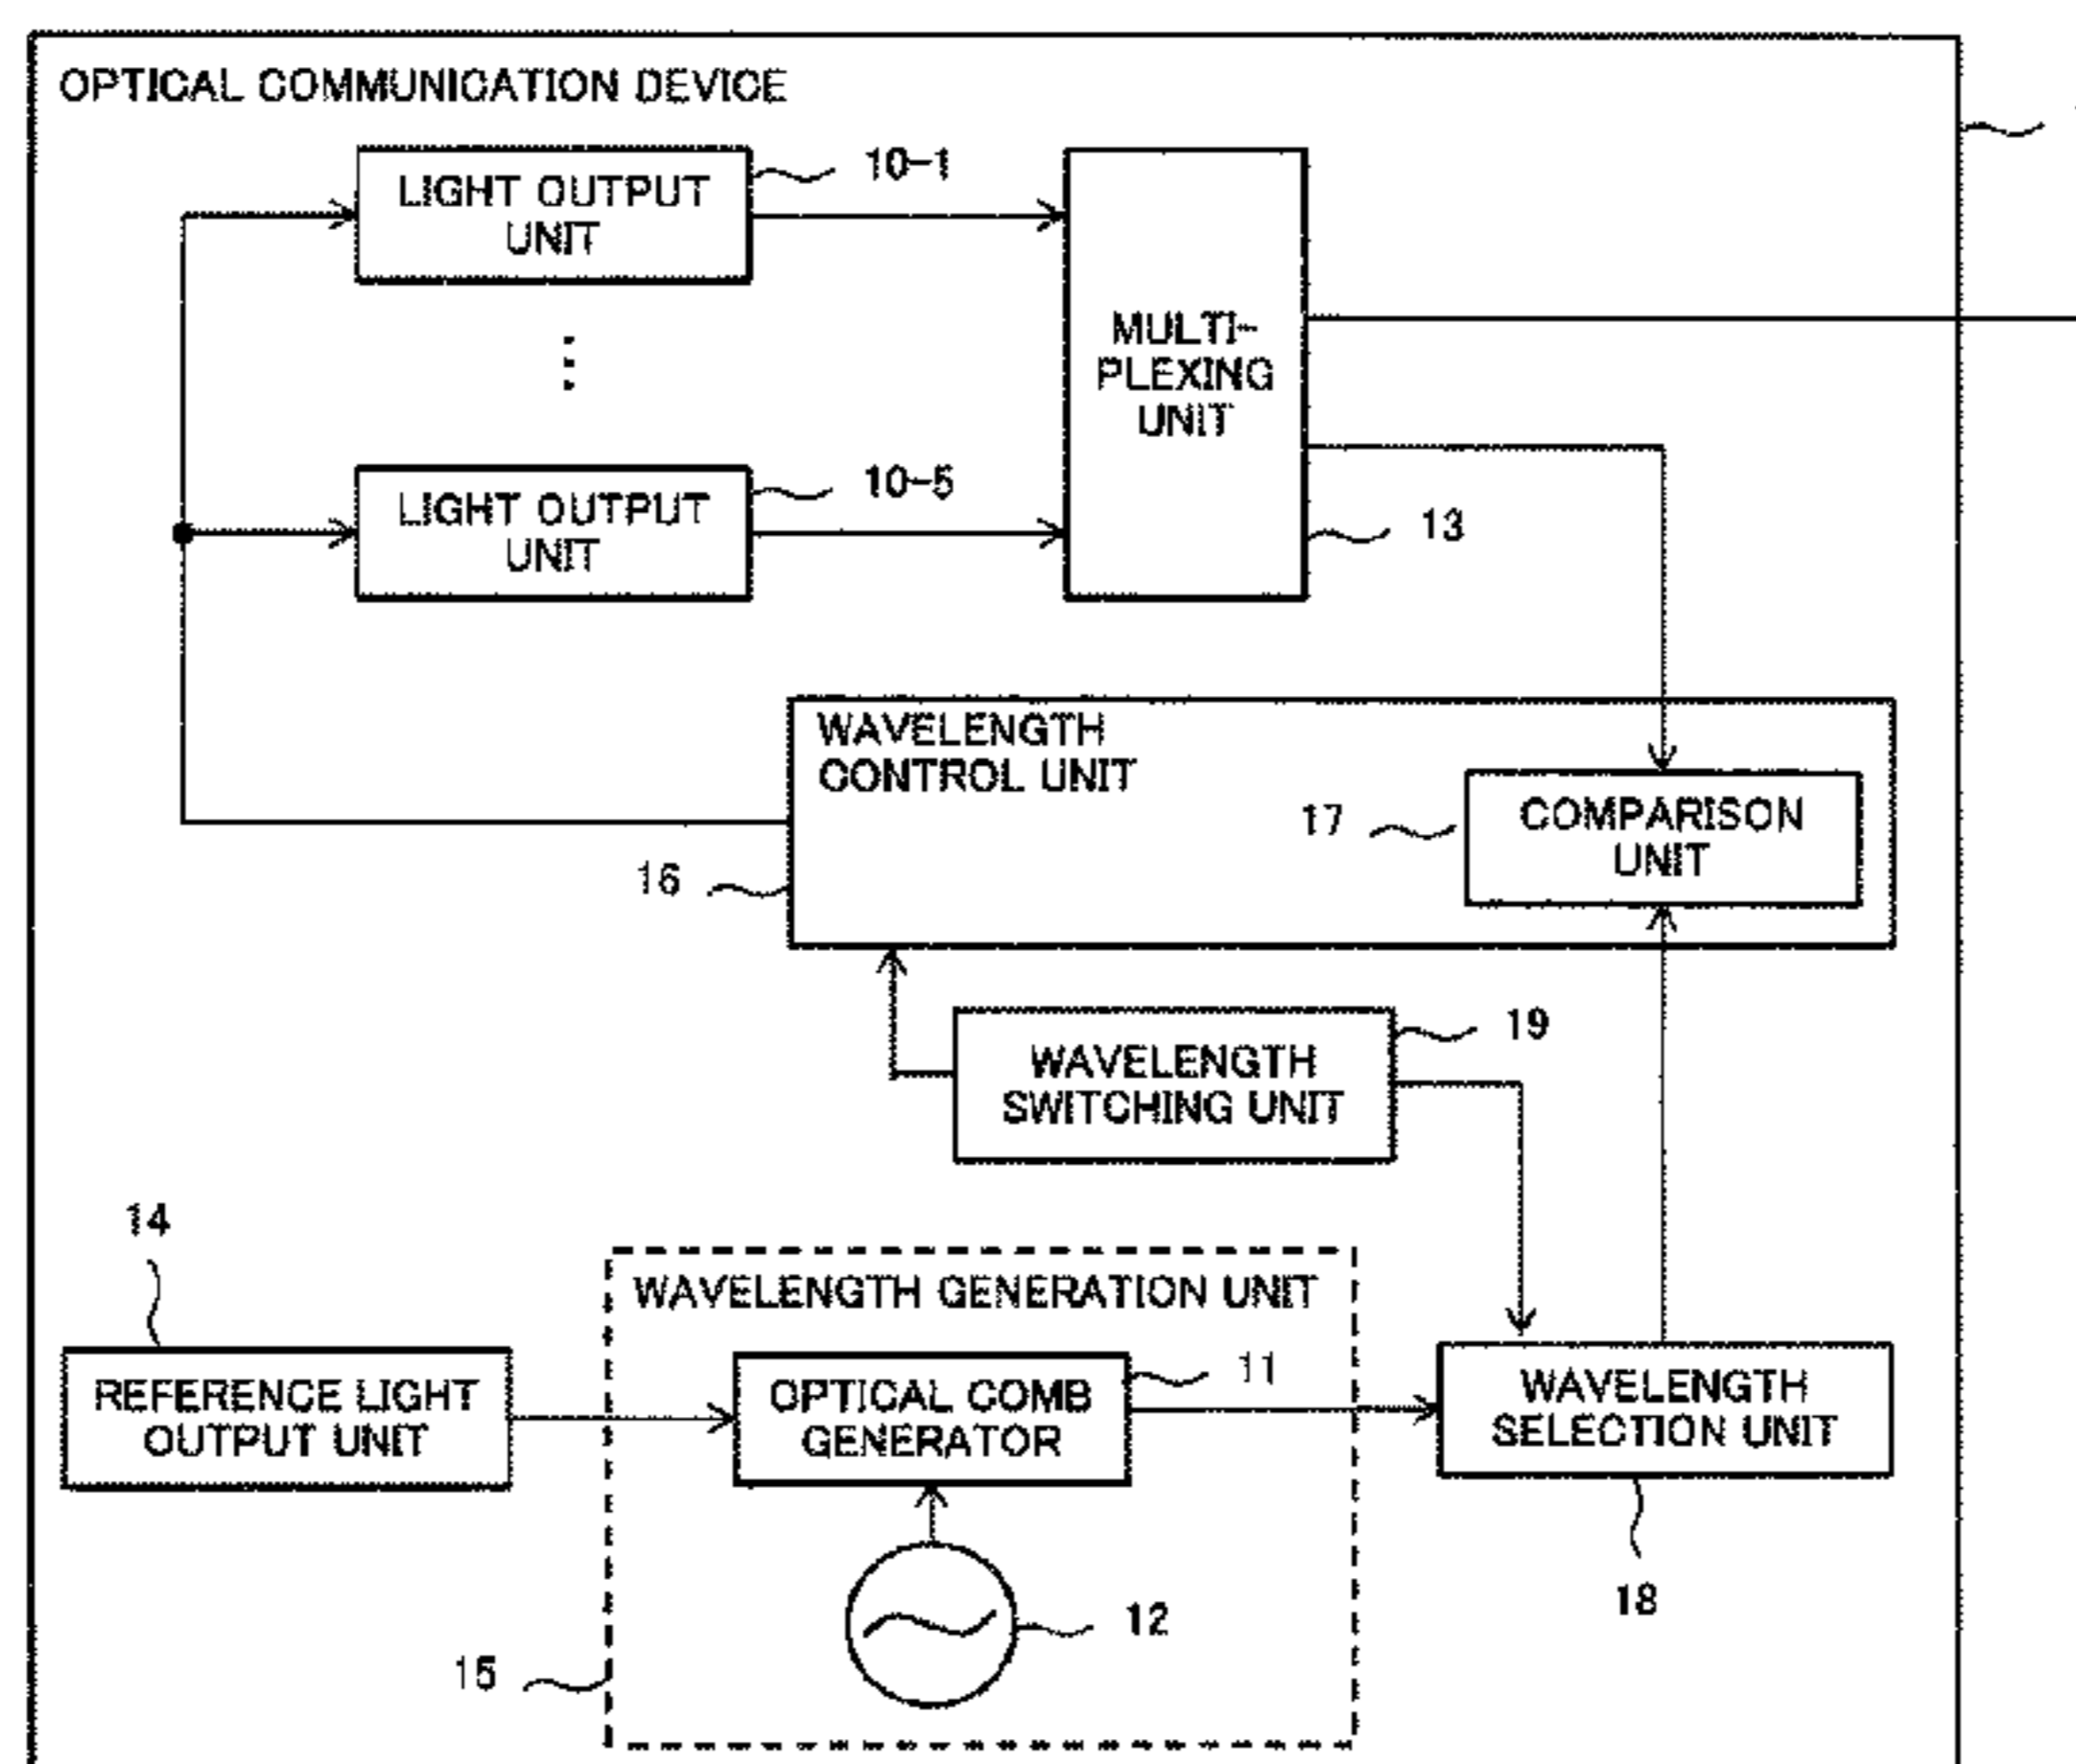 OPTICAL COMMUNICATION DEVICE
10-1
LIGHT OUTPUT
UNIT
10-5
LIGHT OUTPUT
UNIT
MULTI-
PLEXING
UNIT
13
WAVELENGTH
CONTROL UNIT
17
COMPARISON
UNIT
16
19
WAVELENGTH
SWITCHING UNIT
14
WAVELENGTH GENERATION UNIT
REFERENCE LIGHT
OUTPUT UNIT
11
OPTICAL COMB
GENERATOR
WAVELENGTH
SELECTION UNIT
12
18
15